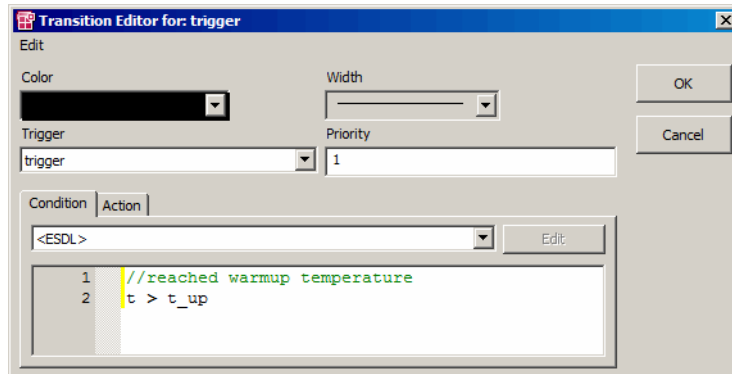 Transition Editor for: trigger
Edit
Color
Width
OK
Trigger
Priority
Cancel
trigger
1
Condition
Action
<ESDL>
Edit
1 //reached warmup temperature
2 t > t_up